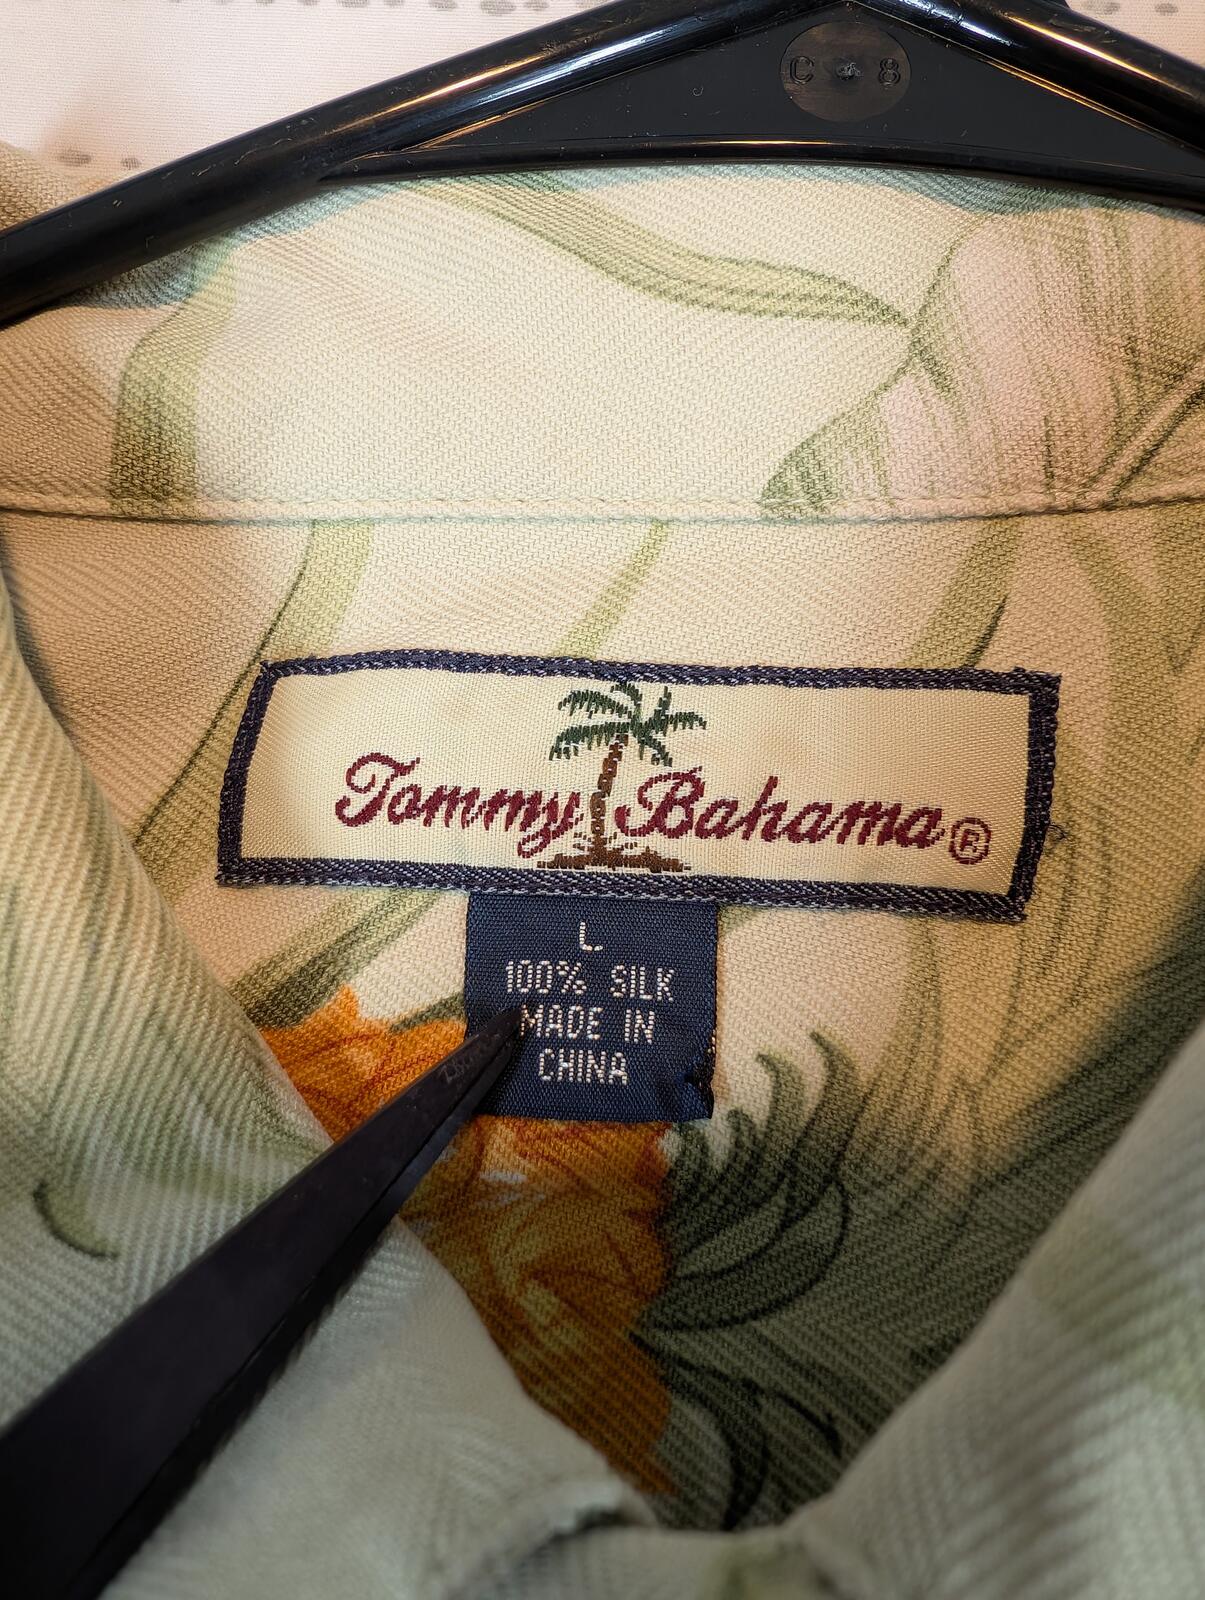 C 8
Tommy Bahama®
L
100% SILK
MADE IN
CHINA